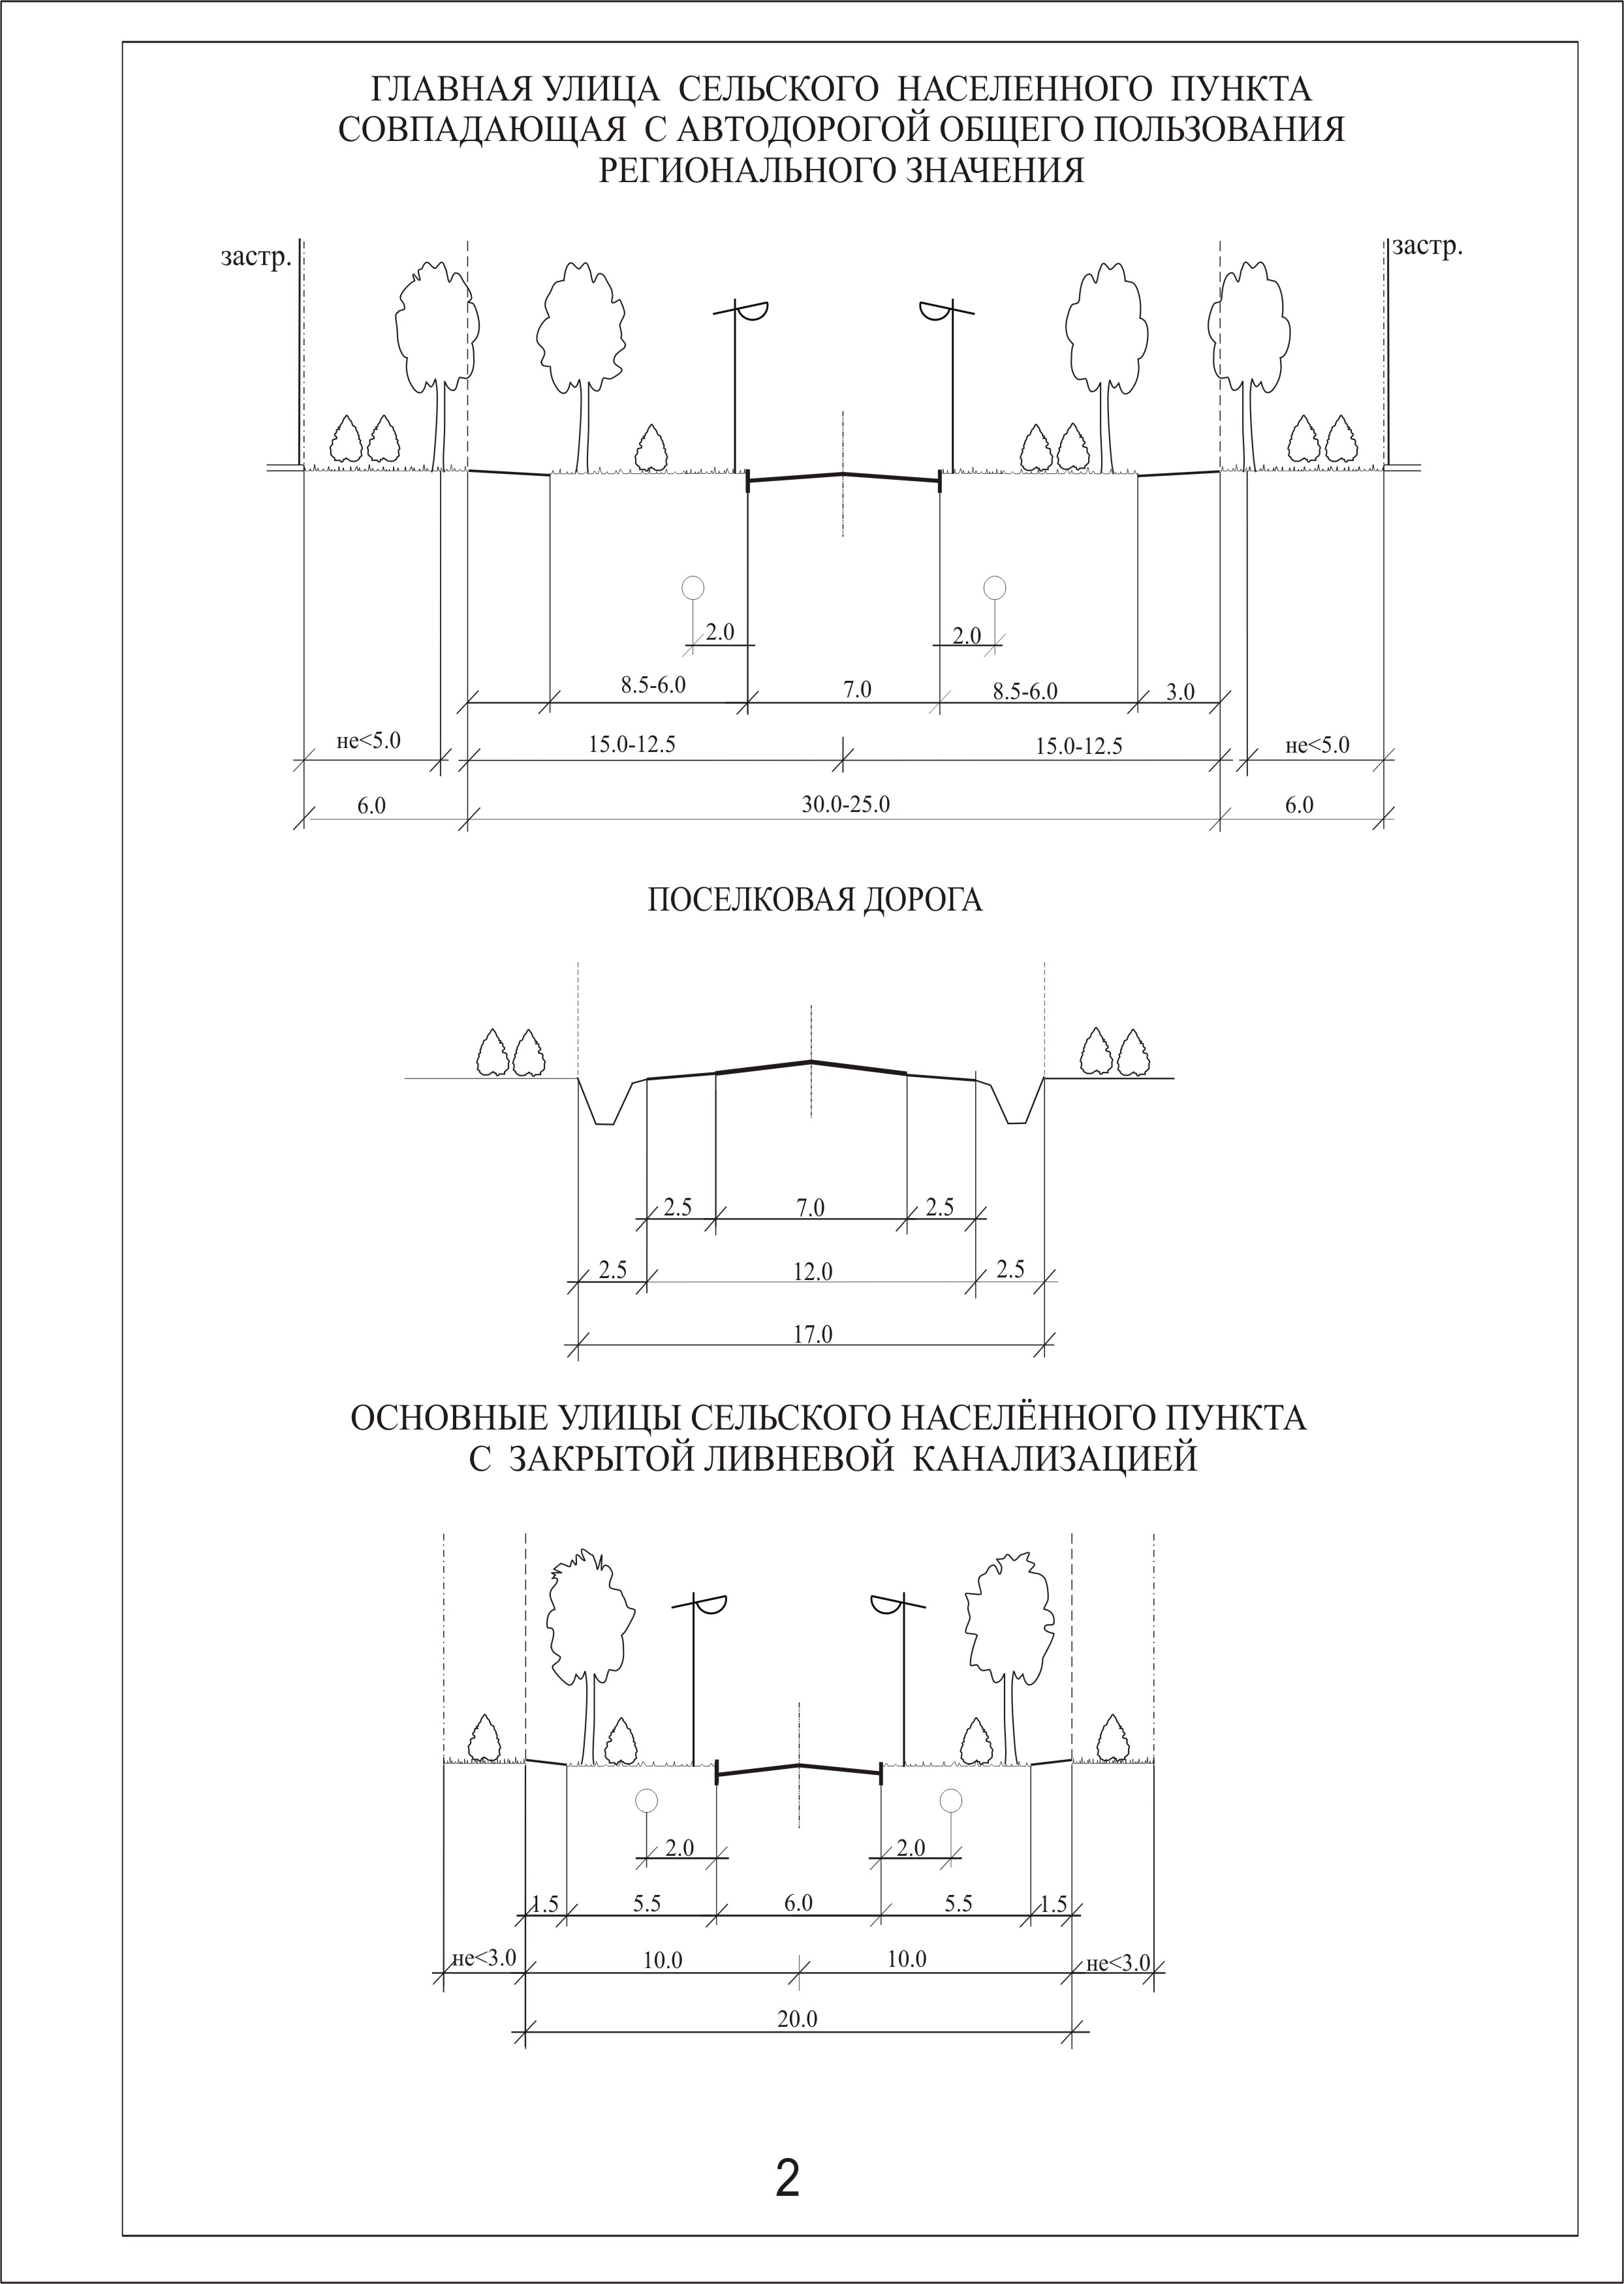 ГЛАВНАЯ УЛИЦА СЕЛЬСКОГО НАСЕЛЕННОГО ПУНКТА
СОВПАДАЮЩАЯ С АВТОДОРОГОЙ ОБЩЕГО ПОЛЬЗОВАНИЯ
РЕГИОНАЛЬНОГО ЗНАЧЕНИЯ
застр. застр.
2.0 2.0
8.5-6.0 7.0 8.5-6.0 3.0
не<5.0 15.0-12.5 15.0-12.5 не<5.0
6.0 30.0-25.0 6.0
ПОСЕЛКОВАЯ ДОРОГА
2.5 7.0 2.5
2.5 12.0 2.5
17.0
ОСНОВНЫЕ УЛИЦЫ СЕЛЬСКОГО НАСЕЛЁННОГО ПУНКТА
С ЗАКРЫТОЙ ЛИВНЕВОЙ КАНАЛИЗАЦИЕЙ
2.0 2.0
1.5 5.5 6.0 5.5 1.5
не<3.0 10.0 10.0 не<3.0
20.0
2